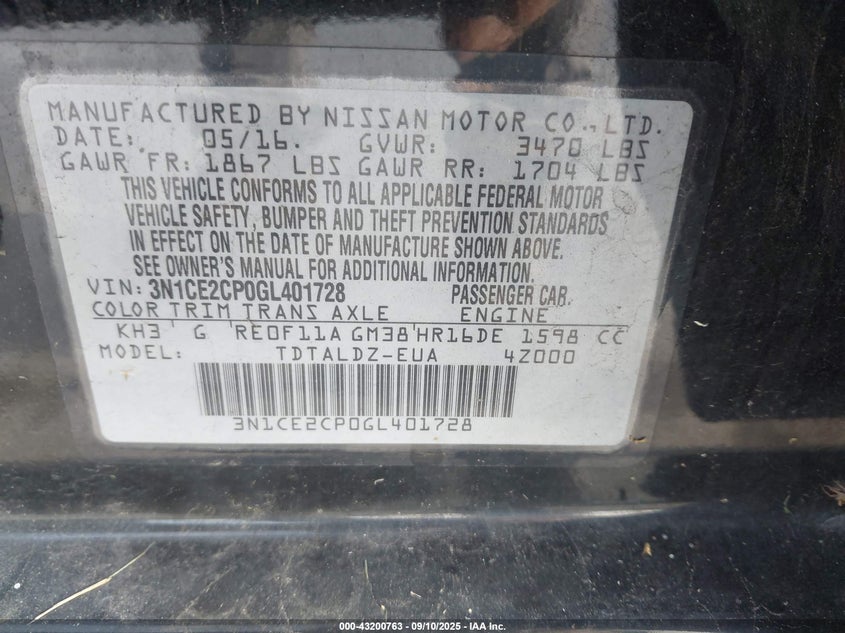 MANUFACTURED BY NISSAN MOTOR CO., LTD.
DATE: 05/16. GVWR: 3470 LBS
GAWR FR: 1867 LBS GAWR RR: 1704 LBS
THIS VEHICLE CONFORMS TO ALL APPLICABLE FEDERAL MOTOR
VEHICLE SAFETY, BUMPER AND THEFT PREVENTION STANDARDS
IN EFFECT ON THE DATE OF MANUFACTURE SHOWN ABOVE.
SEE OWNER'S MANUAL FOR ADDITIONAL INFORMATION.
VIN: 3N1CE2CP0GL401728 PASSENGER CAR.
COLOR TRIM TRANS AXLE ENGINE
KH3 G RE0F11A GM38 HR16DE 1598 CC
MODEL: TDTALDZ-EUA 4Z000
3N1CE2CP0GL401728
000-43200763 - 09/10/2025 - IAA Inc.